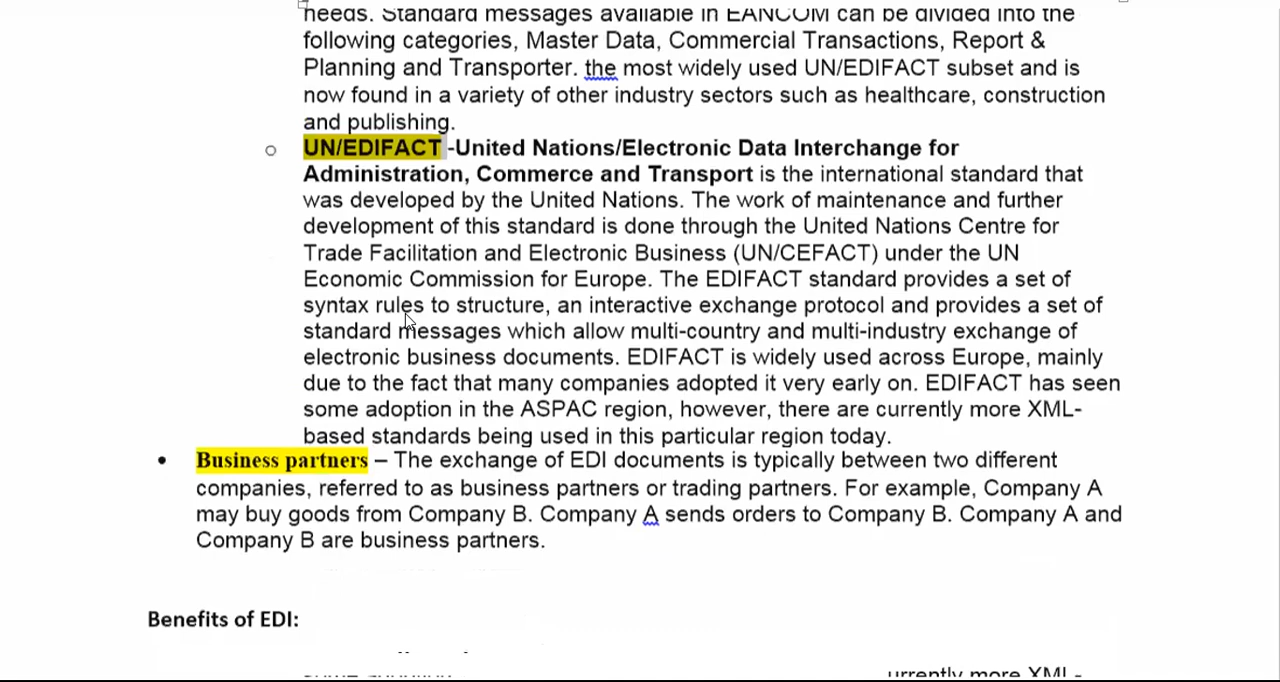 needs. Standard messages available in EANCOM can be divided into the
following categories, Master Data, Commercial Transactions, Report &
Planning and Transporter. the most widely used UN/EDIFACT subset and is
now found in a variety of other industry sectors such as healthcare, construction
and publishing.
o UN/EDIFACT -United Nations/Electronic Data Interchange for
Administration, Commerce and Transport is the international standard that
was developed by the United Nations. The work of maintenance and further
development of this standard is done through the United Nations Centre for
Trade Facilitation and Electronic Business (UN/CEFACT) under the UN
Economic Commission for Europe. The EDIFACT standard provides a set of
syntax rules to structure, an interactive exchange protocol and provides a set of
standard messages which allow multi-country and multi-industry exchange of
electronic business documents. EDIFACT is widely used across Europe, mainly
due to the fact that many companies adopted it very early on. EDIFACT has seen
some adoption in the ASPAC region, however, there are currently more XML-
based standards being used in this particular region today.
• Business partners – The exchange of EDI documents is typically between two different
companies, referred to as business partners or trading partners. For example, Company A
may buy goods from Company B. Company A sends orders to Company B. Company A and
Company B are business partners.
Benefits of EDI:
urrently more XML-